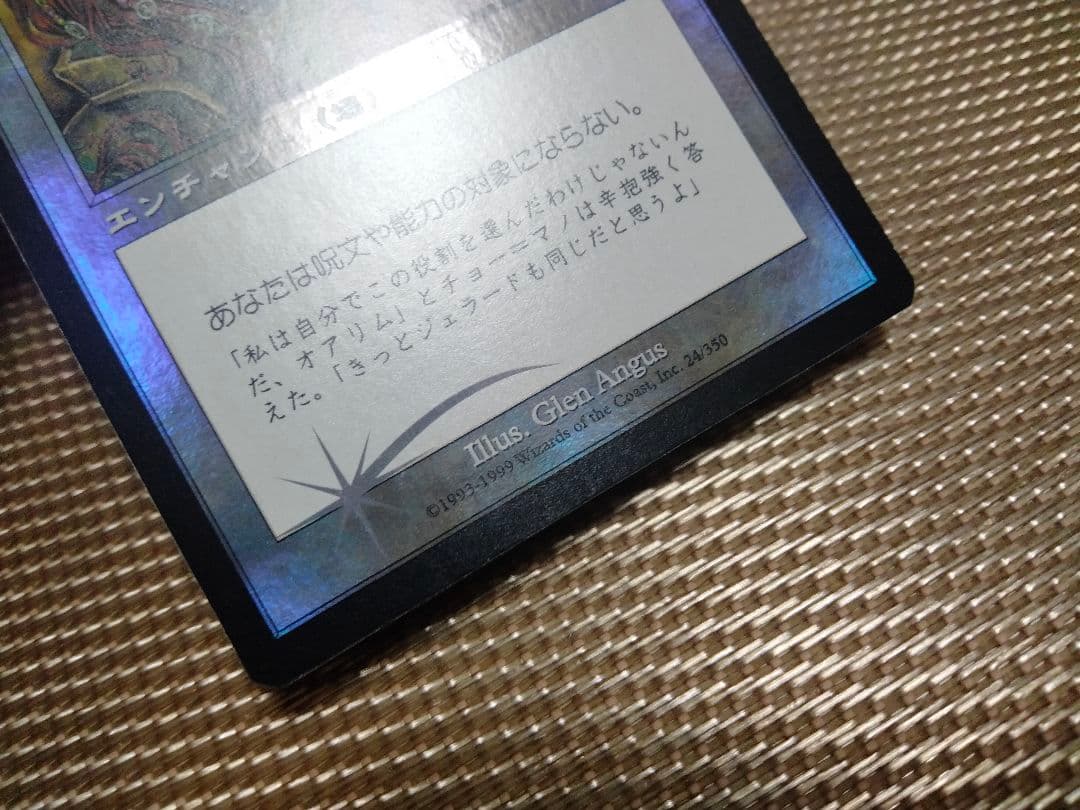 エンチャント(場)
あなたは呪文や能力の対象にならない。
「私は自分でこの役割を選んだわけじゃないん
だ、オアリム」とチョー＝マノは辛抱強く答
えた。「きっとジェラードも同じだと思うよ」
Illus. Glen Angus
©1993-1999 Wizards of the Coast, Inc. 24/350